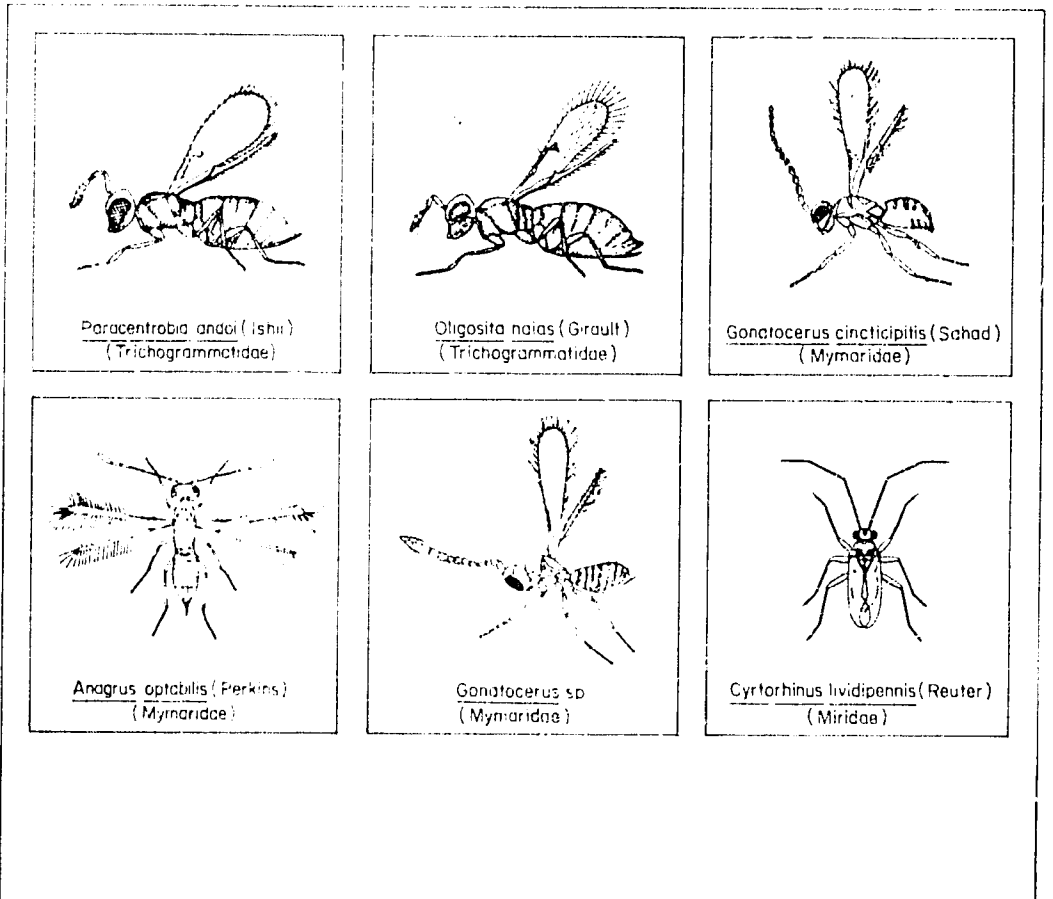 Paracentrobia andoi (Ishii)
(Trichogrammatidae)
Oligosita naias (Girault)
(Trichogrammatidae)
Gonatocerus cincticipitis (Sahad)
(Mymaridae)
Anagrus optabilis (Perkins)
(Mymaridae)
Gonatocerus sp
(Mymaridae)
Cyrtorhinus lividipennis (Reuter)
(Miridae)